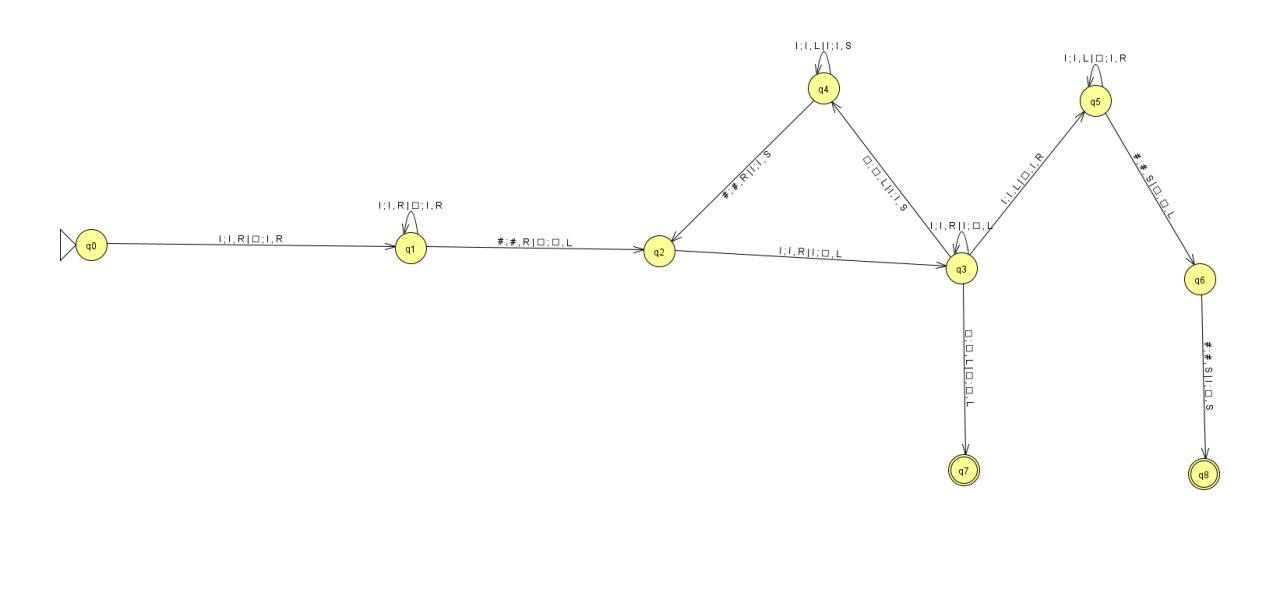 I;I,L|I;I,S
q4
I;I,L|□;I,R
q5
#;#,R|I;I,S
□;□,L|I;I,S
I;I,L|□;I,R
#;#,S|□;□,L
I;I,R|□;I,R
I;I,R|I;□,L
q0
I;I,R|□;I,R
q1
#;#,R|□;□,L
q2
I;I,R|I;□,L
q3
q6
□;□,L|□;□,L
#;#,S|I;□,S
q7
q8